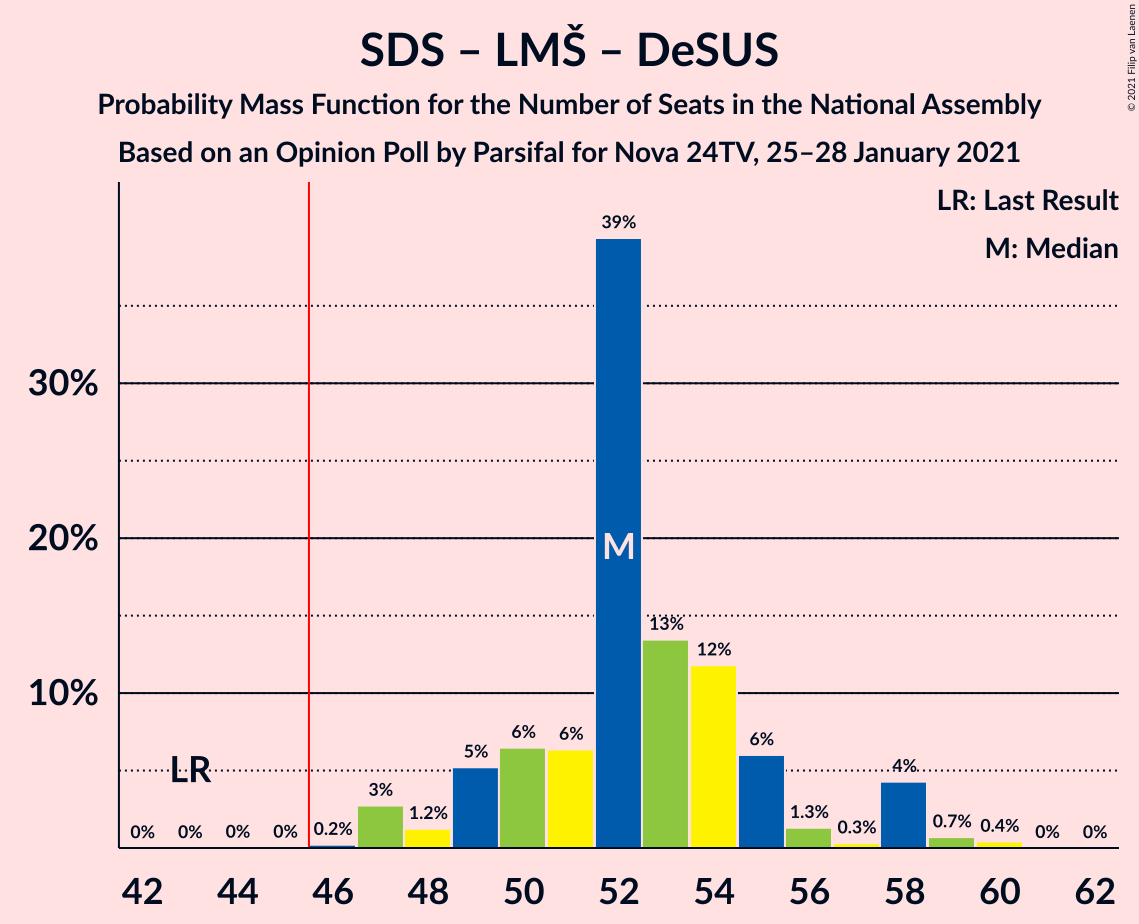 SDS – LMŠ – DeSUS
Probability Mass Function for the Number of Seats in the National Assembly
Based on an Opinion Poll by Parsifal for Nova 24TV, 25–28 January 2021
© 2021 Filip van Laenen
LR: Last Result
M: Median
39%
30%
20%
M
13%
12%
10%
6%
6%
5%
6%
4%
LR
3%
1.2%
1.3%
0.7%
0.4%
0.3%
0.2%
0% 0% 0% 0% 0% 0%
42 44 46 48 50 52 54 56 58 60 62